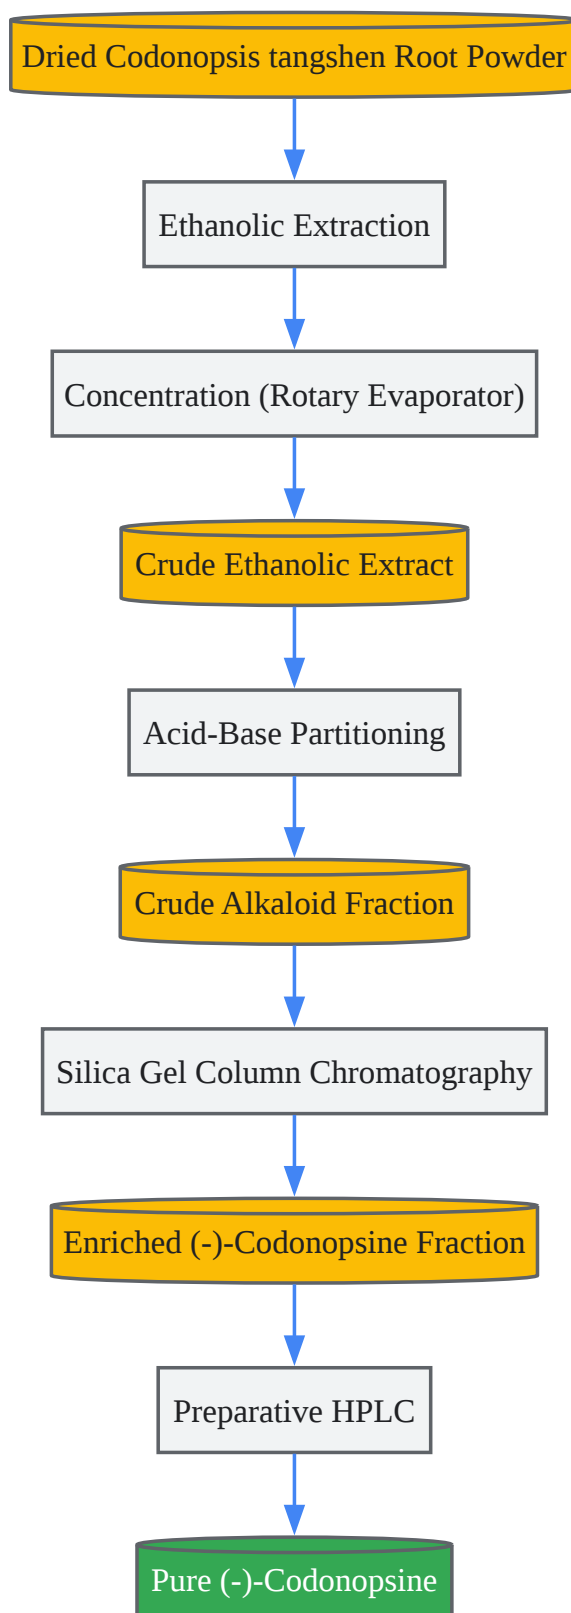 Dried Codonopsis tangshen Root Powder
Ethanolic Extraction
Concentration (Rotary Evaporator)
Crude Ethanolic Extract
Acid-Base Partitioning
Crude Alkaloid Fraction
Silica Gel Column Chromatography
Enriched (-)-Codonopsine Fraction
Preparative HPLC
Pure (-)-Codonopsine